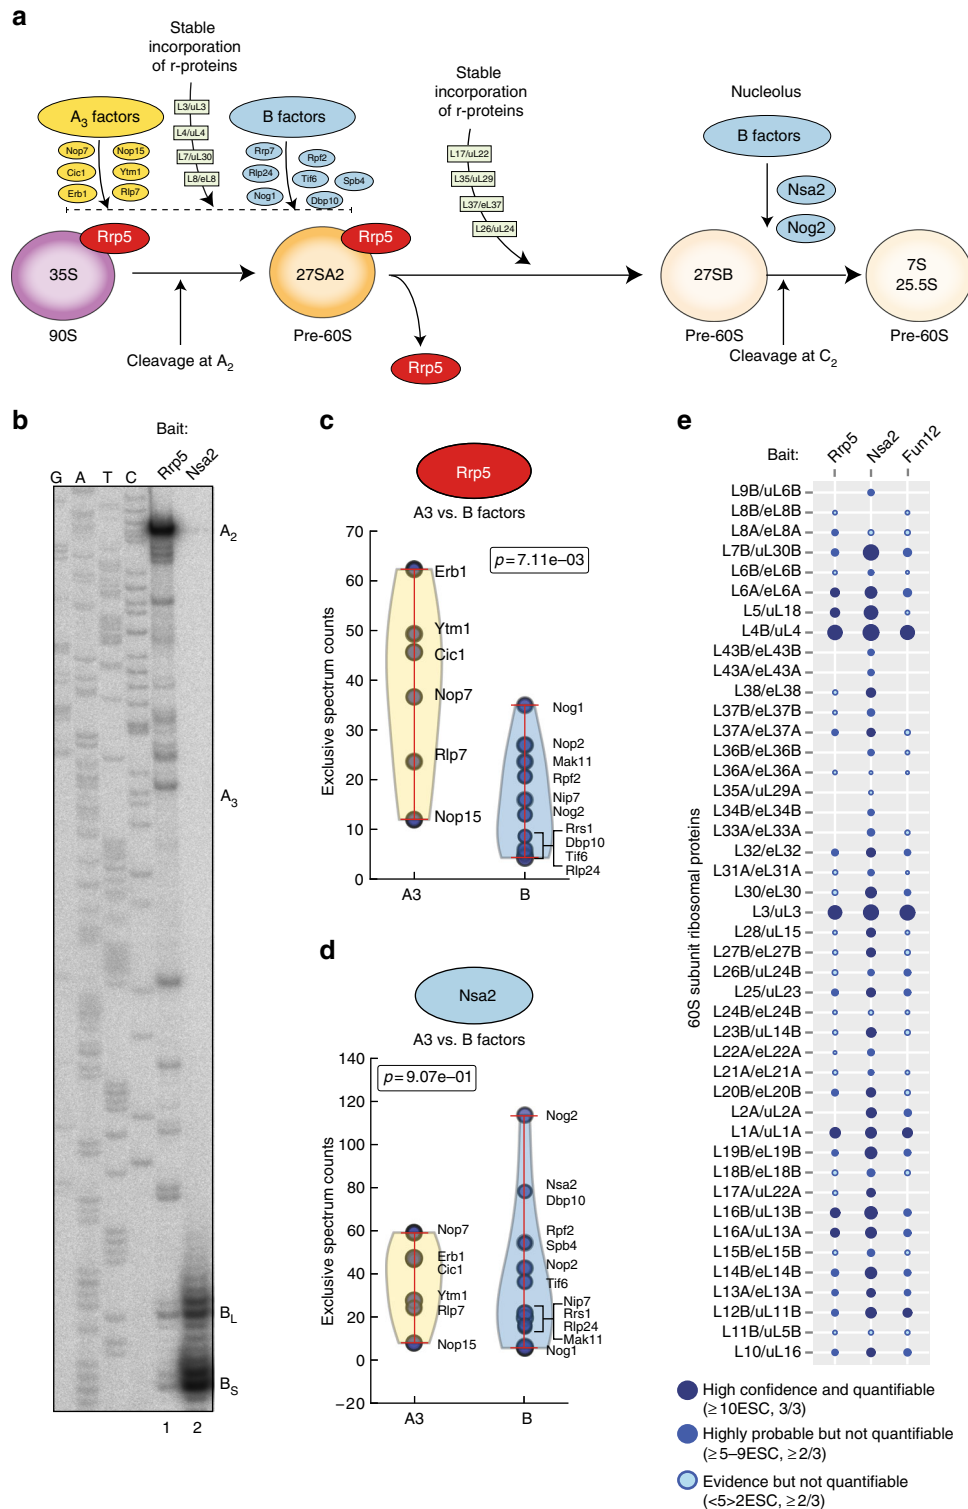 a
Stable
incorporation
of r-proteins
Stable
incorporation
of r-proteins
Nucleolus
A3 factors
B factors
B factors
L3/uL3
L4/uL4
L7/uL30
L8/eL8
Nop7
Nop15
Cic1
Ytm1
Erb1
Rlp7
Rrp7
Rpf2
Rlp24
Tif6
Spb4
Nog1
Dbp10
L17/uL22
L35/uL29
L37/eL37
L26/uL24
Nsa2
Nog2
Rrp5
Rrp5
35S
27SA2
27SB
7S
25.5S
90S
Pre-60S
Pre-60S
Pre-60S
Cleavage at A2
Rrp5
Cleavage at C2
b
Bait:
G A T C Rrp5 Nsa2
A2
A3
BL
BS
1 2
c
Rrp5
A3 vs. B factors
p=7.11e–03
Exclusive spectrum counts
70
60
50
40
30
20
10
0
Erb1
Ytm1
Cic1
Nop7
Rlp7
Nop15
Nog1
Nop2
Mak11
Rpf2
Nip7
Nog2
Rrs1
Dbp10
Tif6
Rlp24
A3 B
d
Nsa2
A3 vs. B factors
p=9.07e–01
Exclusive spectrum counts
140
120
100
80
60
40
20
0
–20
Nop7
Erb1
Cic1
Ytm1
Rlp7
Nop15
Nog2
Nsa2
Dbp10
Rpf2
Spb4
Nop2
Tif6
Nip7
Rrs1
Rlp24
Mak11
Nog1
A3 B
e
Bait: Rrp5 Nsa2 Fun12
60S subunit ribosomal proteins
L9B/uL6B
L8B/eL8B
L8A/eL8A
L7B/uL30B
L6B/eL6B
L6A/eL6A
L5/uL18
L4B/uL4
L43B/eL43B
L43A/eL43A
L38/eL38
L37B/eL37B
L37A/eL37A
L36B/eL36B
L36A/eL36A
L35A/uL29A
L34B/eL34B
L33A/eL33A
L32/eL32
L31A/eL31A
L30/eL30
L3/uL3
L28/uL15
L27B/eL27B
L26B/uL24B
L25/uL23
L24B/eL24B
L23B/uL14B
L22A/eL22A
L21A/eL21A
L20B/eL20B
L2A/uL2A
L1A/uL1A
L19B/eL19B
L18B/eL18B
L17A/uL22A
L16B/uL13B
L16A/uL13A
L15B/eL15B
L14B/eL14B
L13A/eL13A
L12B/uL11B
L11B/uL5B
L10/uL16
High confidence and quantifiable
(≥10ESC, 3/3)
Highly probable but not quantifiable
(≥5–9ESC, ≥2/3)
Evidence but not quantifiable
(<5>2ESC, ≥2/3)